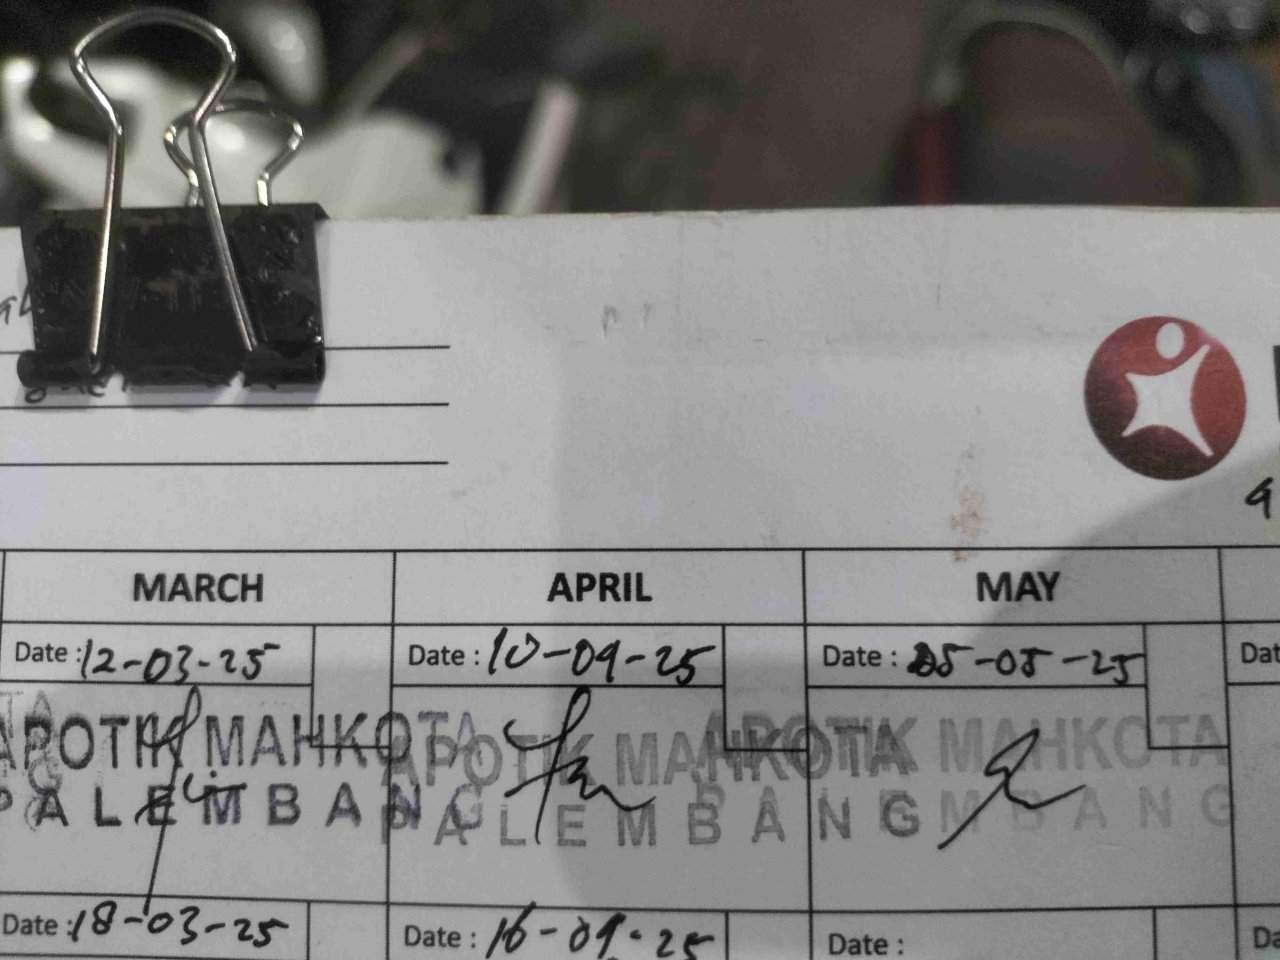 MARCH APRIL MAY
Date : 12-03-25 Date : 10-04-25 Date : 05-05-25
APOTIK MAHKOTA APOTIK MAHKOTA APOTIK MAHKOTA
PALEMBANG PALEMBANG EMBANG
Date : 18-03-25 Date : 16-04-25 Date :